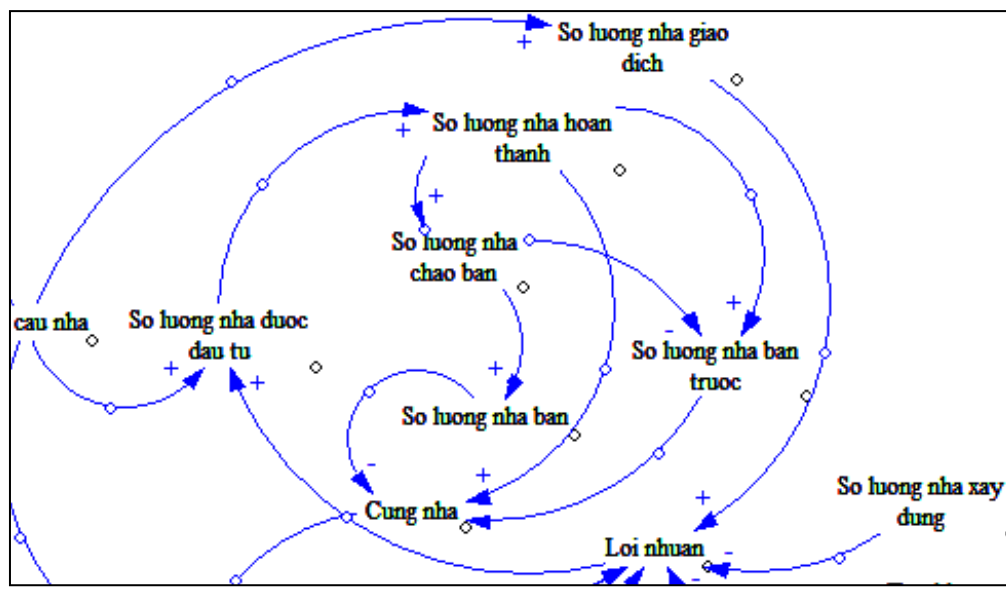 So luong nha giao
dich
So luong nha hoan
thanh
So luong nha
chao ban
cau nha
So luong nha duoc
dau tu
So luong nha ban
truoc
So luong nha ban
Cung nha
So luong nha xay
dung
Loi nhuan